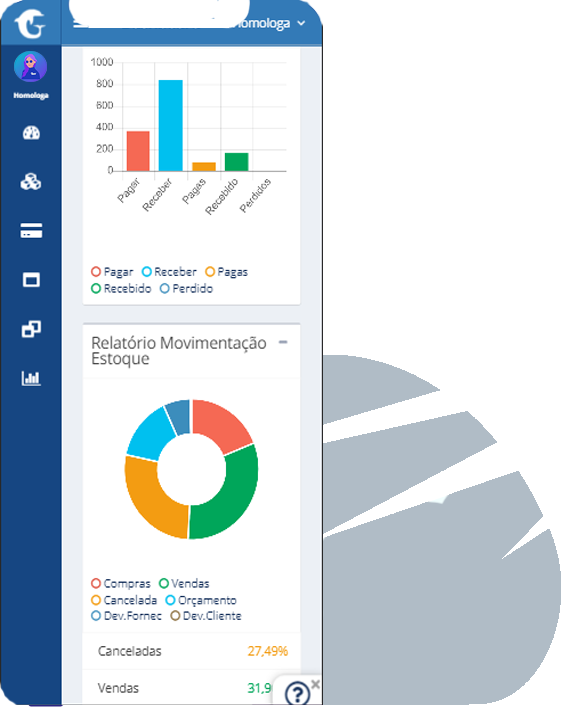 Homologa
Homologa
1000
800
600
400
200
0
Pagar
Receber
Pagas
Recebido
Perdidos
Pagar Receber Pagas
Recebido Perdido
Relatório Movimentação
Estoque
Compras Vendas
Cancelada Orçamento
Dev.Fornec Dev.Cliente
Canceladas 27,49%
Vendas 31,9
?